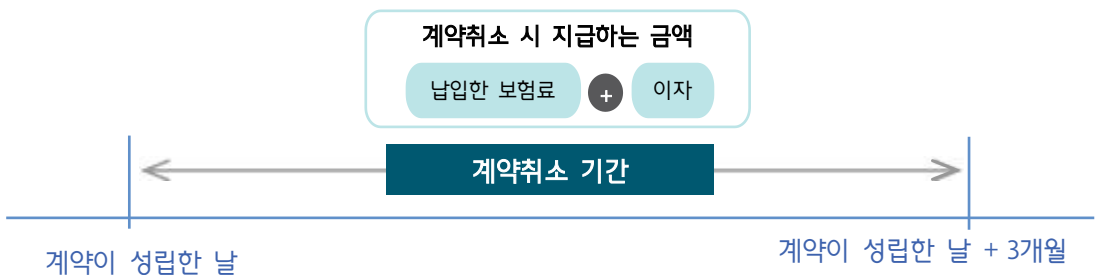 계약취소 시 지급하는 금액
납입한 보험료 + 이자
계약취소 기간
계약이 성립한 날
계약이 성립한 날 + 3개월